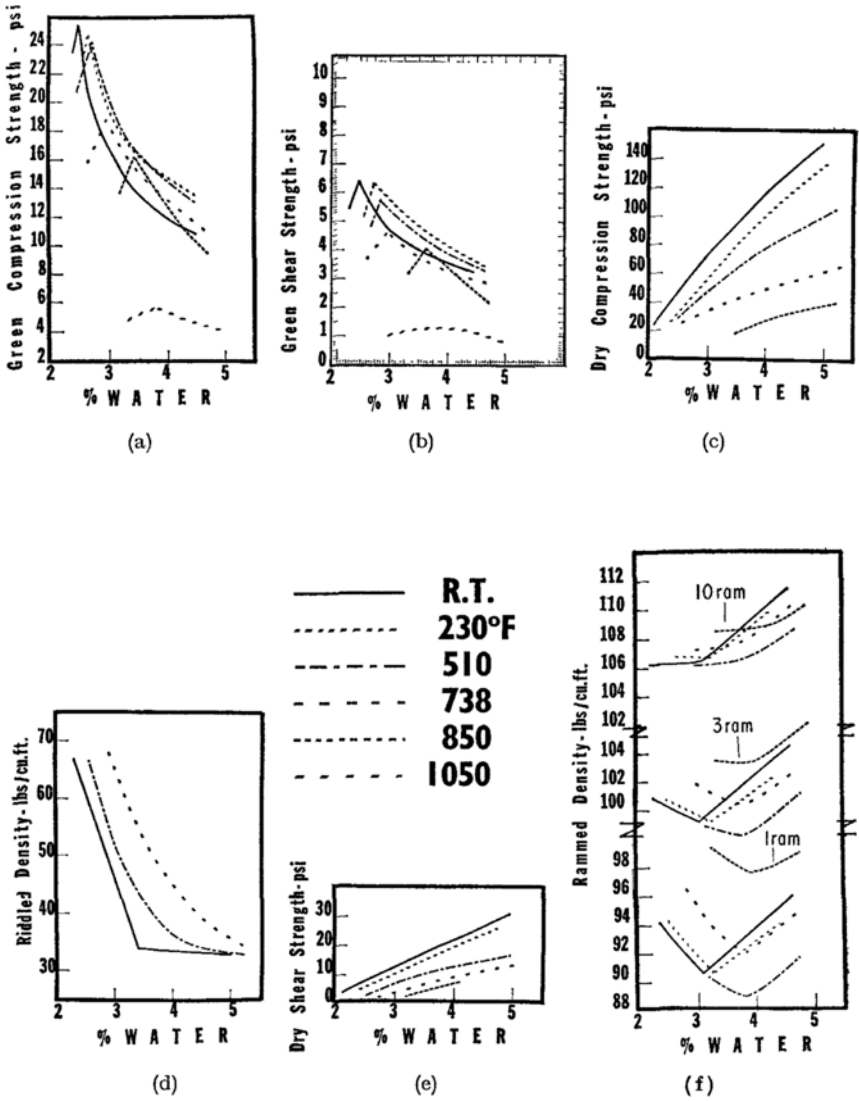 Green Compression Strength - psi
24
22
20
18
16
14
12
10
8
6
4
2
2 3 4 5
% WATER
(a)
Green Shear Strength - psi
10
9
8
7
6
5
4
3
2
1
0
2 3 4 5
% WATER
(b)
Dry Compression Strength - psi
140
120
100
80
60
40
20
0
2 3 4 5
% WATER
(c)
R.T.
230°F
510
738
850
1050
Riddled Density - lbs/cu.ft.
70
60
50
40
30
2 3 4 5
% WATER
(d)
Dry Shear Strength - psi
30
20
10
0
2 3 4 5
% WATER
(e)
Rammed Density - lbs/cu.ft.
112
110
108
106
104
102
104
102
100
98
96
94
92
90
88
10 ram
3 ram
1 ram
2 3 4 5
% WATER
(f)